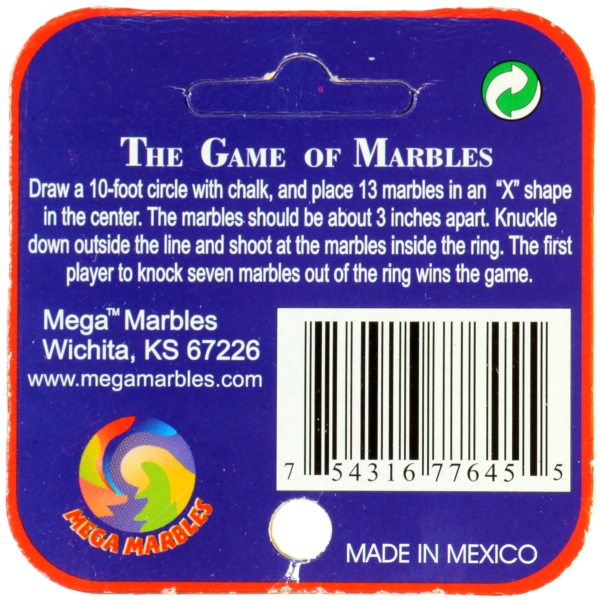 THE GAME OF MARBLES
Draw a 10-foot circle with chalk, and place 13 marbles in an "X" shape
in the center. The marbles should be about 3 inches apart. Knuckle
down outside the line and shoot at the marbles inside the ring. The first
player to knock seven marbles out of the ring wins the game.
Mega™ Marbles
Wichita, KS 67226
www.megamarbles.com
7 54316 77645 5
MEGA MARBLES
MADE IN MEXICO